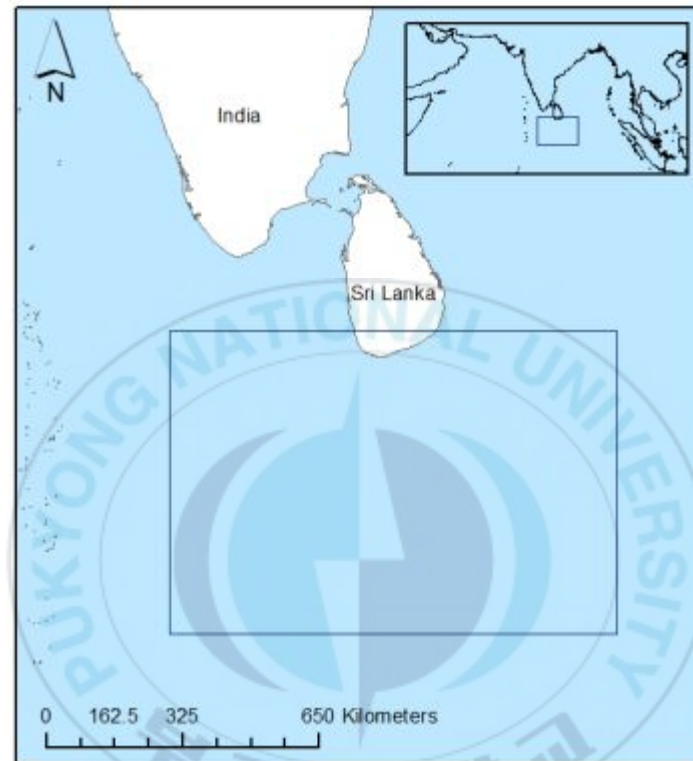 N
India
Sri Lanka
PUKYONG NATIONAL UNIVERSITY
0 162.5 325 650 Kilometers